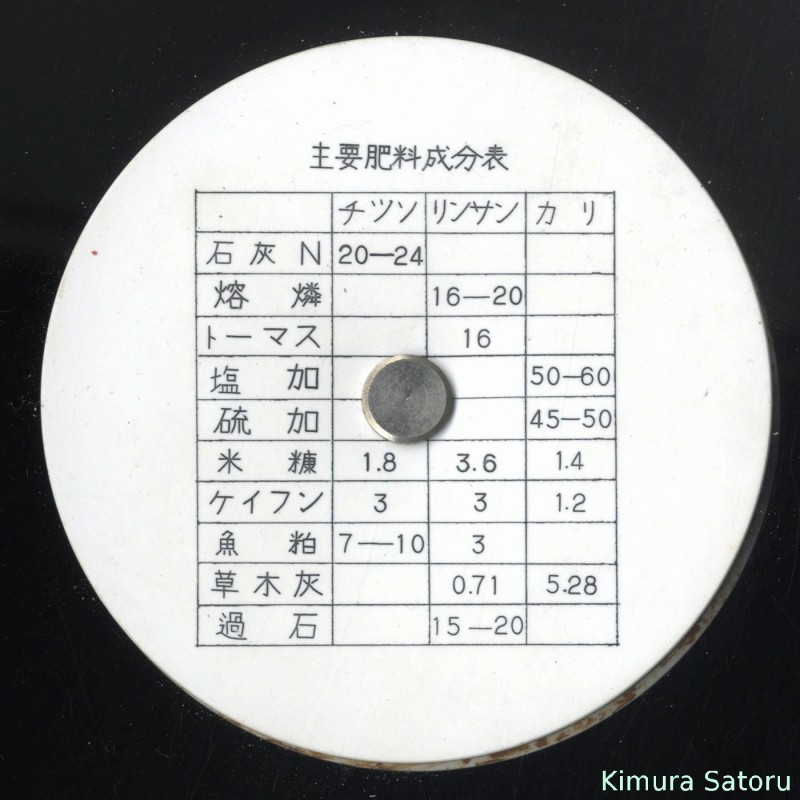 主要肥料成分表
チツソ リンサン カリ
石灰N 20—24
熔燐 16—20
トーマス 16
塩加 50—60
硫加 45—50
米糠 1.8 3.6 1.4
ケイフン 3 3 1.2
魚粕 7—10 3
草木灰 0.71 5.28
過石 15—20
Kimura Satoru